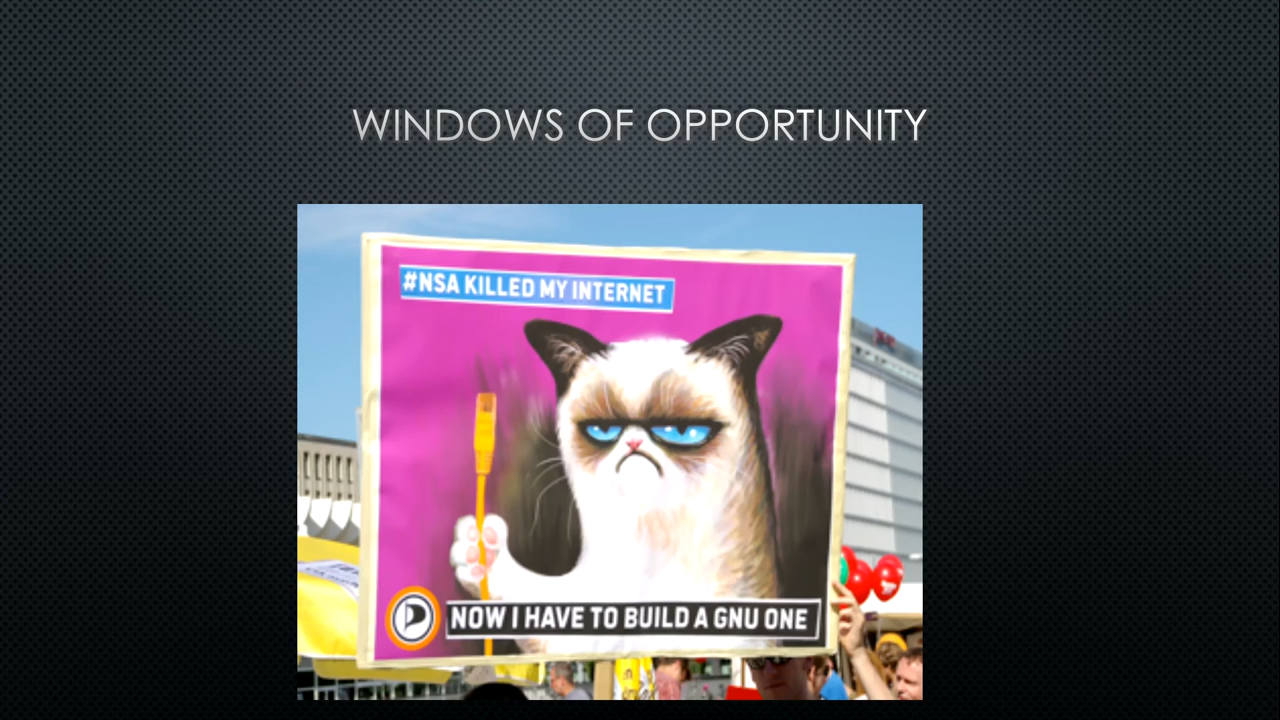 WINDOWS OF OPPORTUNITY
#NSA KILLED MY INTERNET
NOW I HAVE TO BUILD A GNU ONE